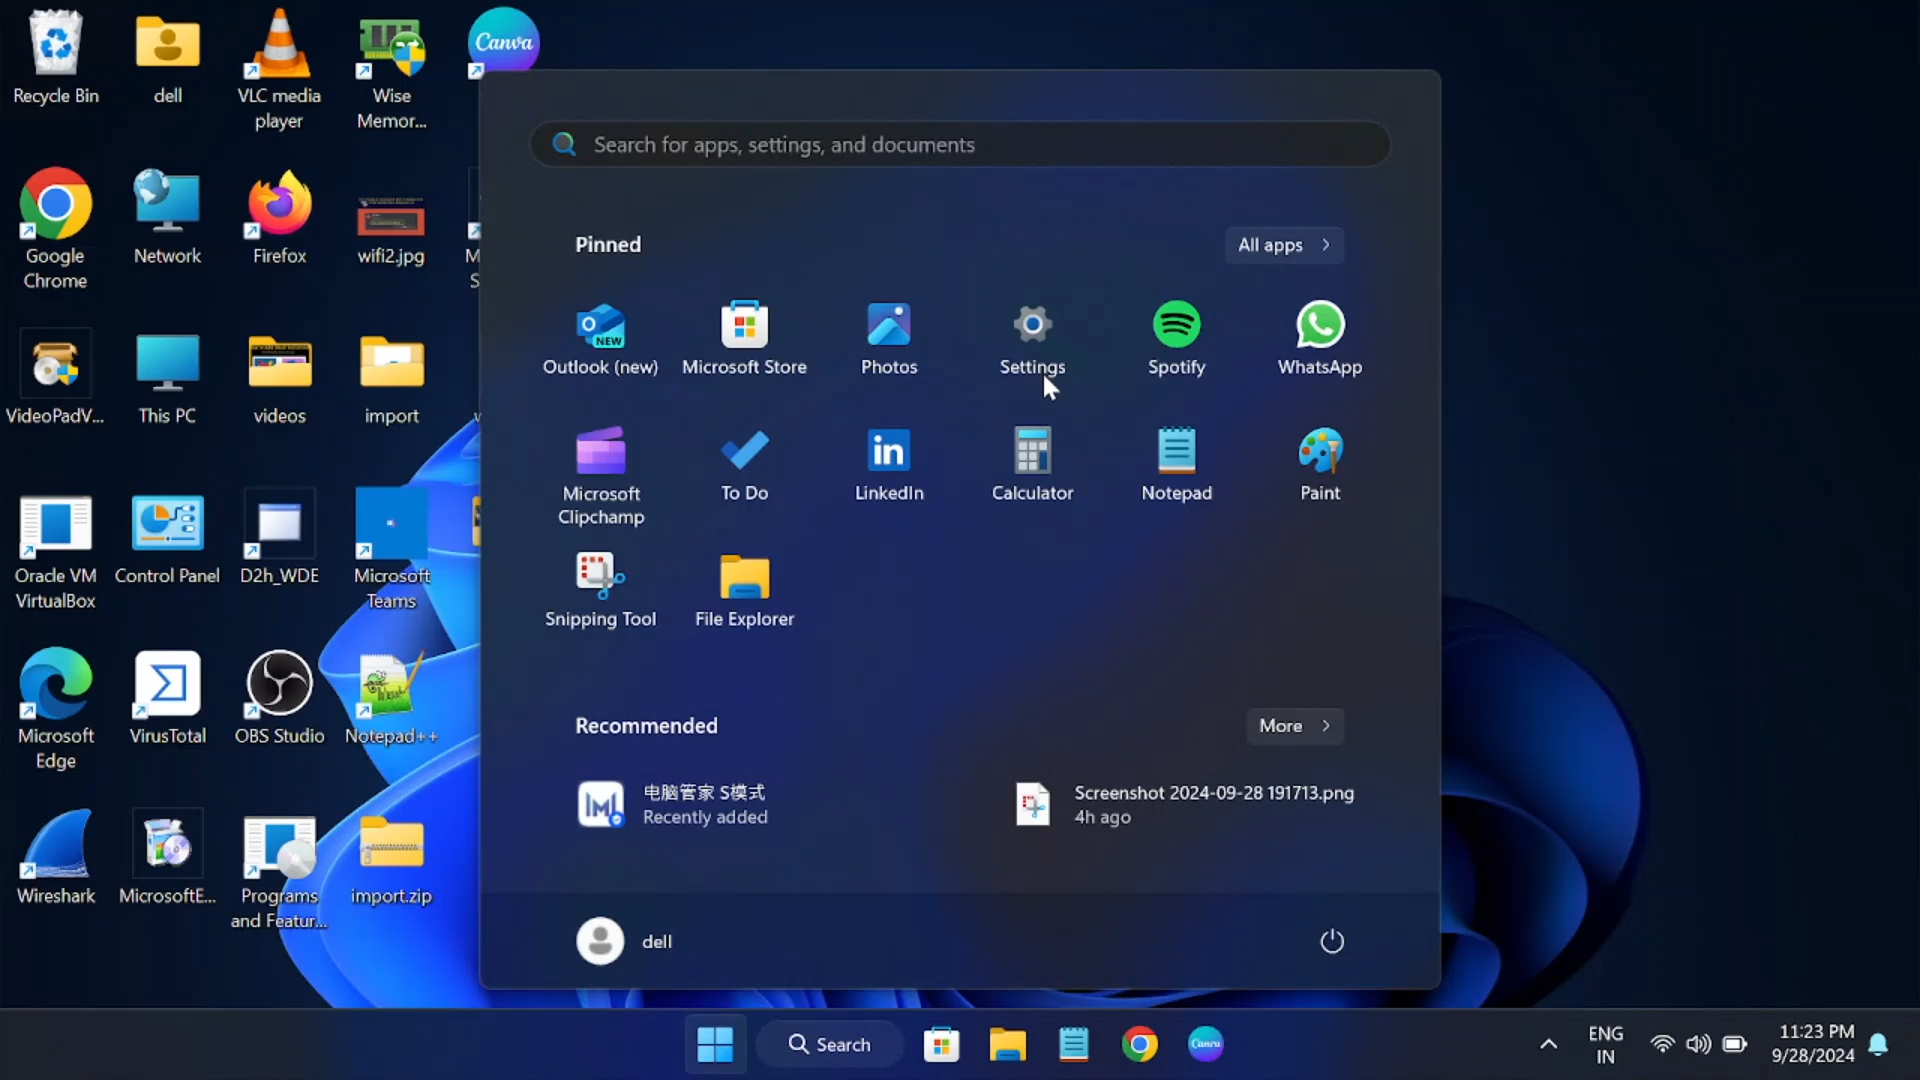 Canva
Recycle Bin
dell
VLC media
player
Wise
Memor...
Search for apps, settings, and documents
Google
Chrome
Network
Firefox
wifi2.jpg
M
S
Pinned
All apps
NEW
Outlook (new)
Microsoft Store
Photos
Settings
Spotify
WhatsApp
VideoPadV...
This PC
videos
import
in
Microsoft
Clipchamp
To Do
LinkedIn
Calculator
Notepad
Paint
Oracle VM
VirtualBox
Control Panel
D2h_WDE
Microsoft
Teams
Snipping Tool
File Explorer
Microsoft
Edge
VirusTotal
OBS Studio
Notepad++
Recommended
More
电脑管家 S模式
Recently added
Screenshot 2024-09-28 191713.png
4h ago
Wireshark
MicrosoftE...
Programs
and Featur...
import.zip
dell
Search
Canva
ENG
IN
11:23 PM
9/28/2024